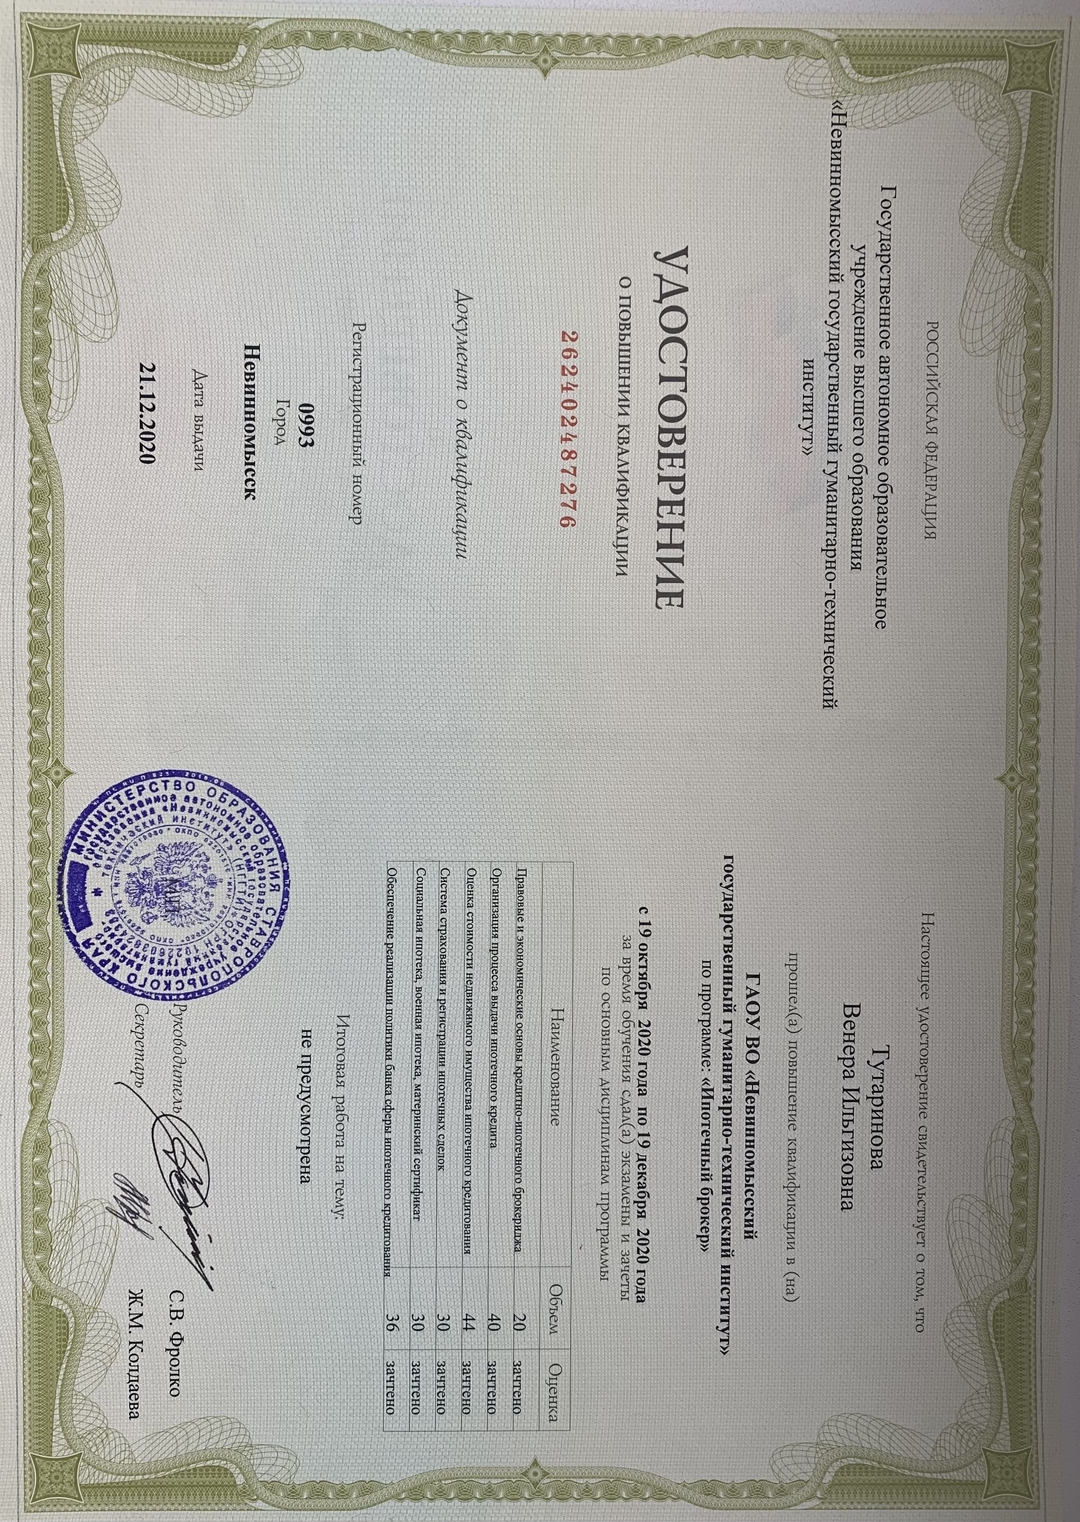 РОССИЙСКАЯ ФЕДЕРАЦИЯ
Государственное автономное образовательное
учреждение высшего образования
«Невинномысский государственный гуманитарно-технический
институт»
УДОСТОВЕРЕНИЕ
О ПОВЫШЕНИИ КВАЛИФИКАЦИИ
262402487276
Документ о квалификации
Регистрационный номер
0993
Город
Невинномысск
Дата выдачи
21.12.2020
Настоящее удостоверение свидетельствует о том, что
Тутаринова
Венера Ильгизовна
прошел(а) повышение квалификации в (на)
ГАОУ ВО «Невинномысский
государственный гуманитарно-технический институт»
по программе: «Ипотечный брокер»
с 19 октября 2020 года по 19 декабря 2020 года
за время обучения сдал(а) экзамены и зачеты
по основным дисциплинам программы
Наименование Объем Оценка
Правовые и экономические основы кредитно-ипотечного брокериджа 20 зачтено
Организация процесса выдачи ипотечного кредита 40 зачтено
Оценка стоимости недвижимого имущества ипотечного кредитования 44 зачтено
Система страхования и регистрации ипотечных сделок 30 зачтено
Социальная ипотека, военная ипотека, материнский сертификат 30 зачтено
Обеспечение реализации политики банка сферы ипотечного кредитования 36 зачтено
Итоговая работа на тему:
не предусмотрена
Руководитель С.В. Фролко
Секретарь Ж.М. Колдаева
МИНИСТЕРСТВО ОБРАЗОВАНИЯ СТАВРОПОЛЬСКОГО КРАЯ